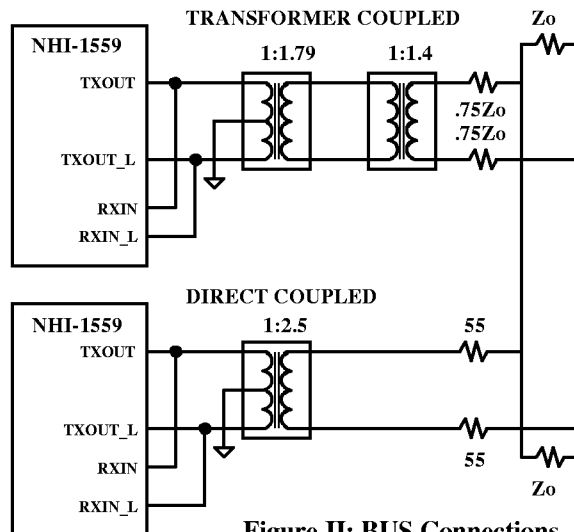 TRANSFORMER COUPLED
Zo
NHI-1559
1:1.79
1:1.4
TXOUT
.75Zo
.75Zo
TXOUT_L
RXIN
RXIN_L
DIRECT COUPLED
NHI-1559
1:2.5
55
TXOUT
TXOUT_L
RXIN
55
RXIN_L
Zo
Figure II: BUS Connections